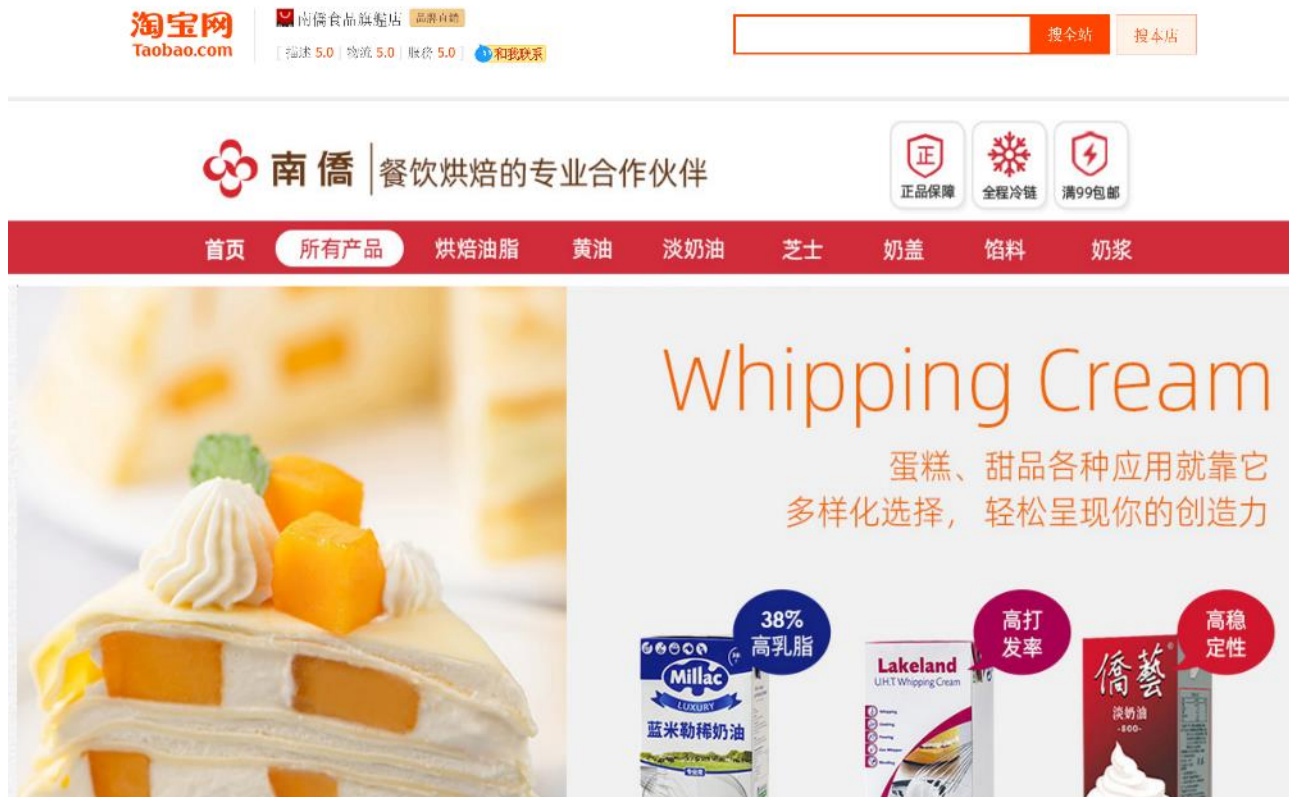 淘宝网
Taobao.com
南僑食品旗艦店 品牌直销
描述 5.0 物流 5.0 服务 5.0 和我联系
搜全站 搜本店
南僑 餐饮烘焙的专业合作伙伴
正
正品保障 全程冷链 满99包邮
首页 所有产品 烘焙油脂 黄油 淡奶油 芝士 奶盖 馅料 奶浆
Whipping Cream
蛋糕、甜品各种应用就靠它
多样化选择, 轻松呈现你的创造力
38%
高乳脂
高打
发率
高稳
定性
Millac
LUXURY
蓝米勒稀奶油
Lakeland
U.H.T Whipping Cream
Whipping
Cooking
Pouring
僑藝
淡奶油
-800-